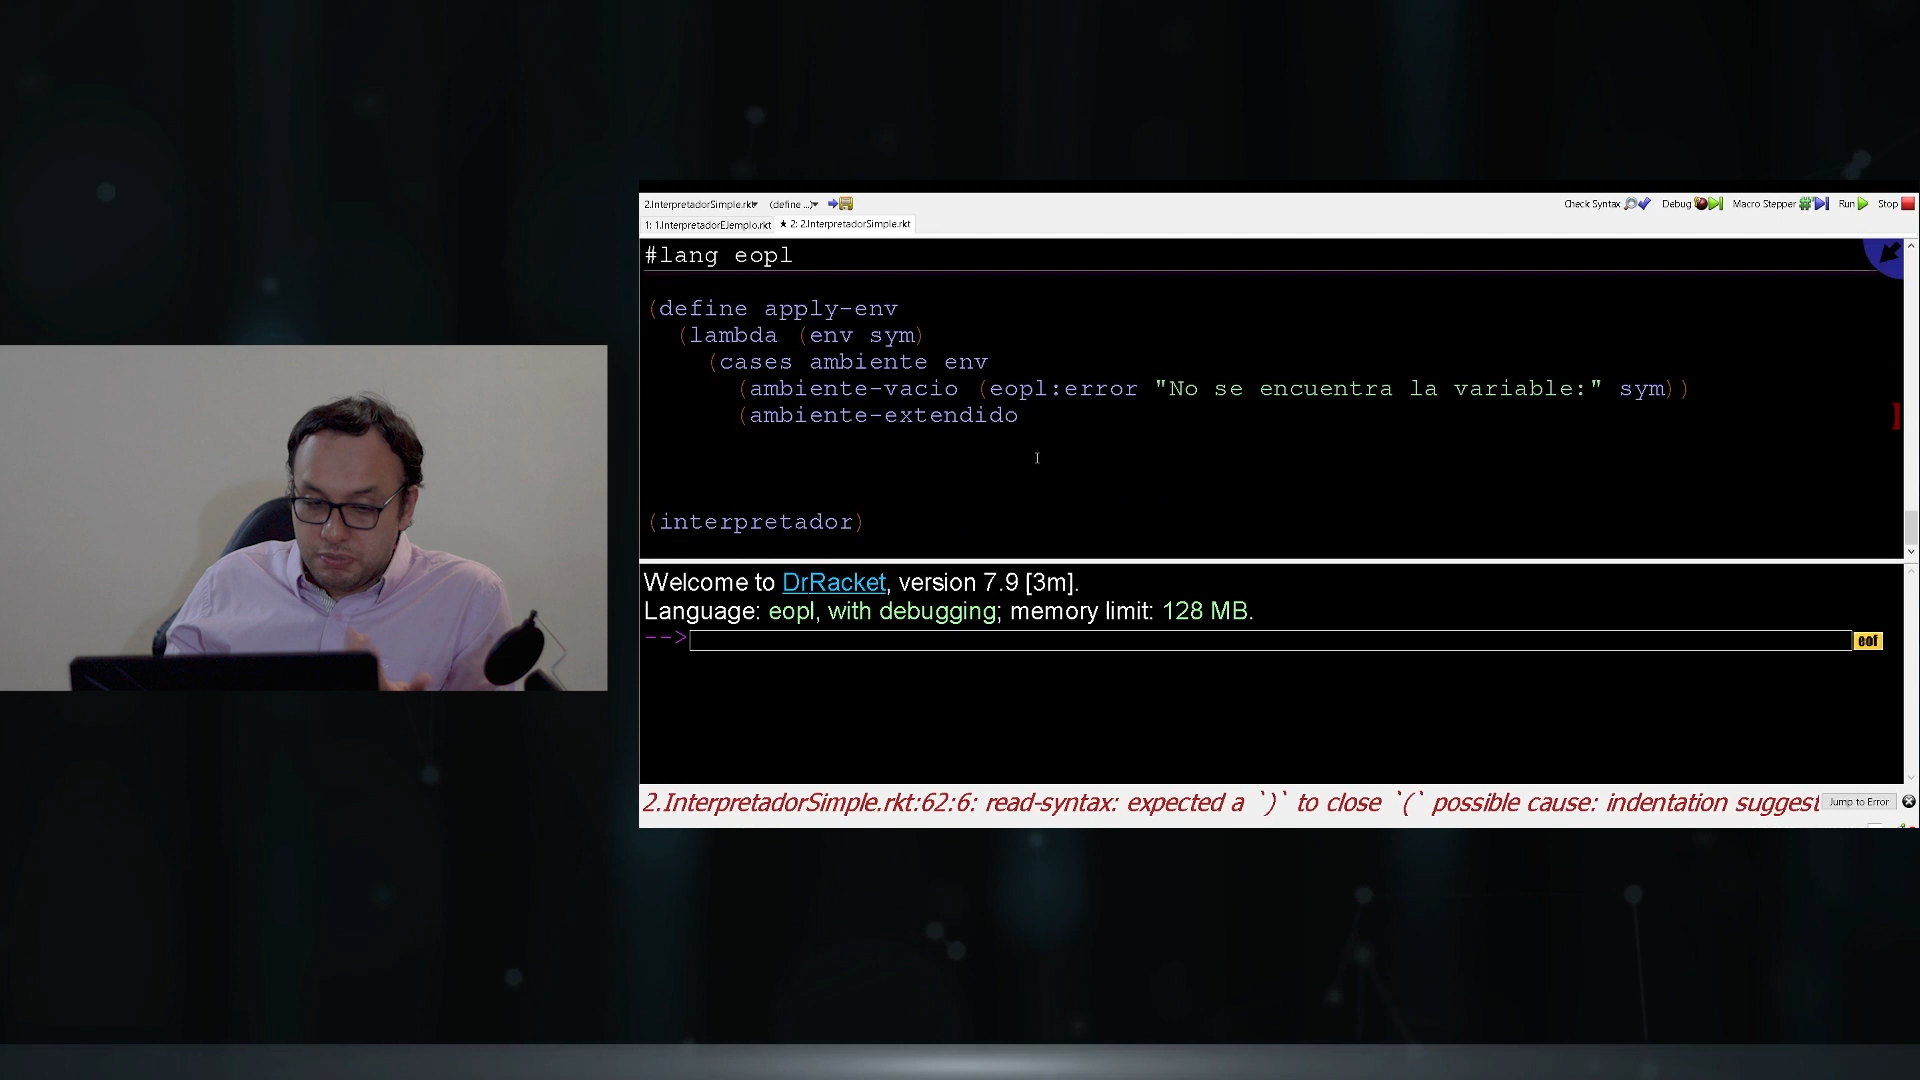 2.InterpretadorSimple.rkt (define ...) Check Syntax Debug Macro Stepper Run Stop
1: 1.InterpretadorEJemplo.rkt ★ 2: 2.InterpretadorSimple.rkt
#lang eopl
(define apply-env
(lambda (env sym)
(cases ambiente env
(ambiente-vacio (eopl:error "No se encuentra la variable:" sym))
(ambiente-extendido
(interpretador)
Welcome to DrRacket, version 7.9 [3m].
Language: eopl, with debugging; memory limit: 128 MB.
--> eof
2.InterpretadorSimple.rkt:62:6: read-syntax: expected a `)` to close `(` possible cause: indentation suggest Jump to Error